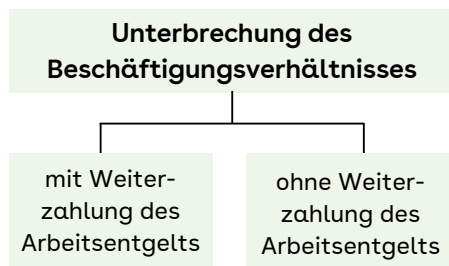 Unterbrechung des
Beschäftigungsverhältnisses
mit Weiter-
zahlung des
Arbeitsentgelts
ohne Weiter-
zahlung des
Arbeitsentgelts